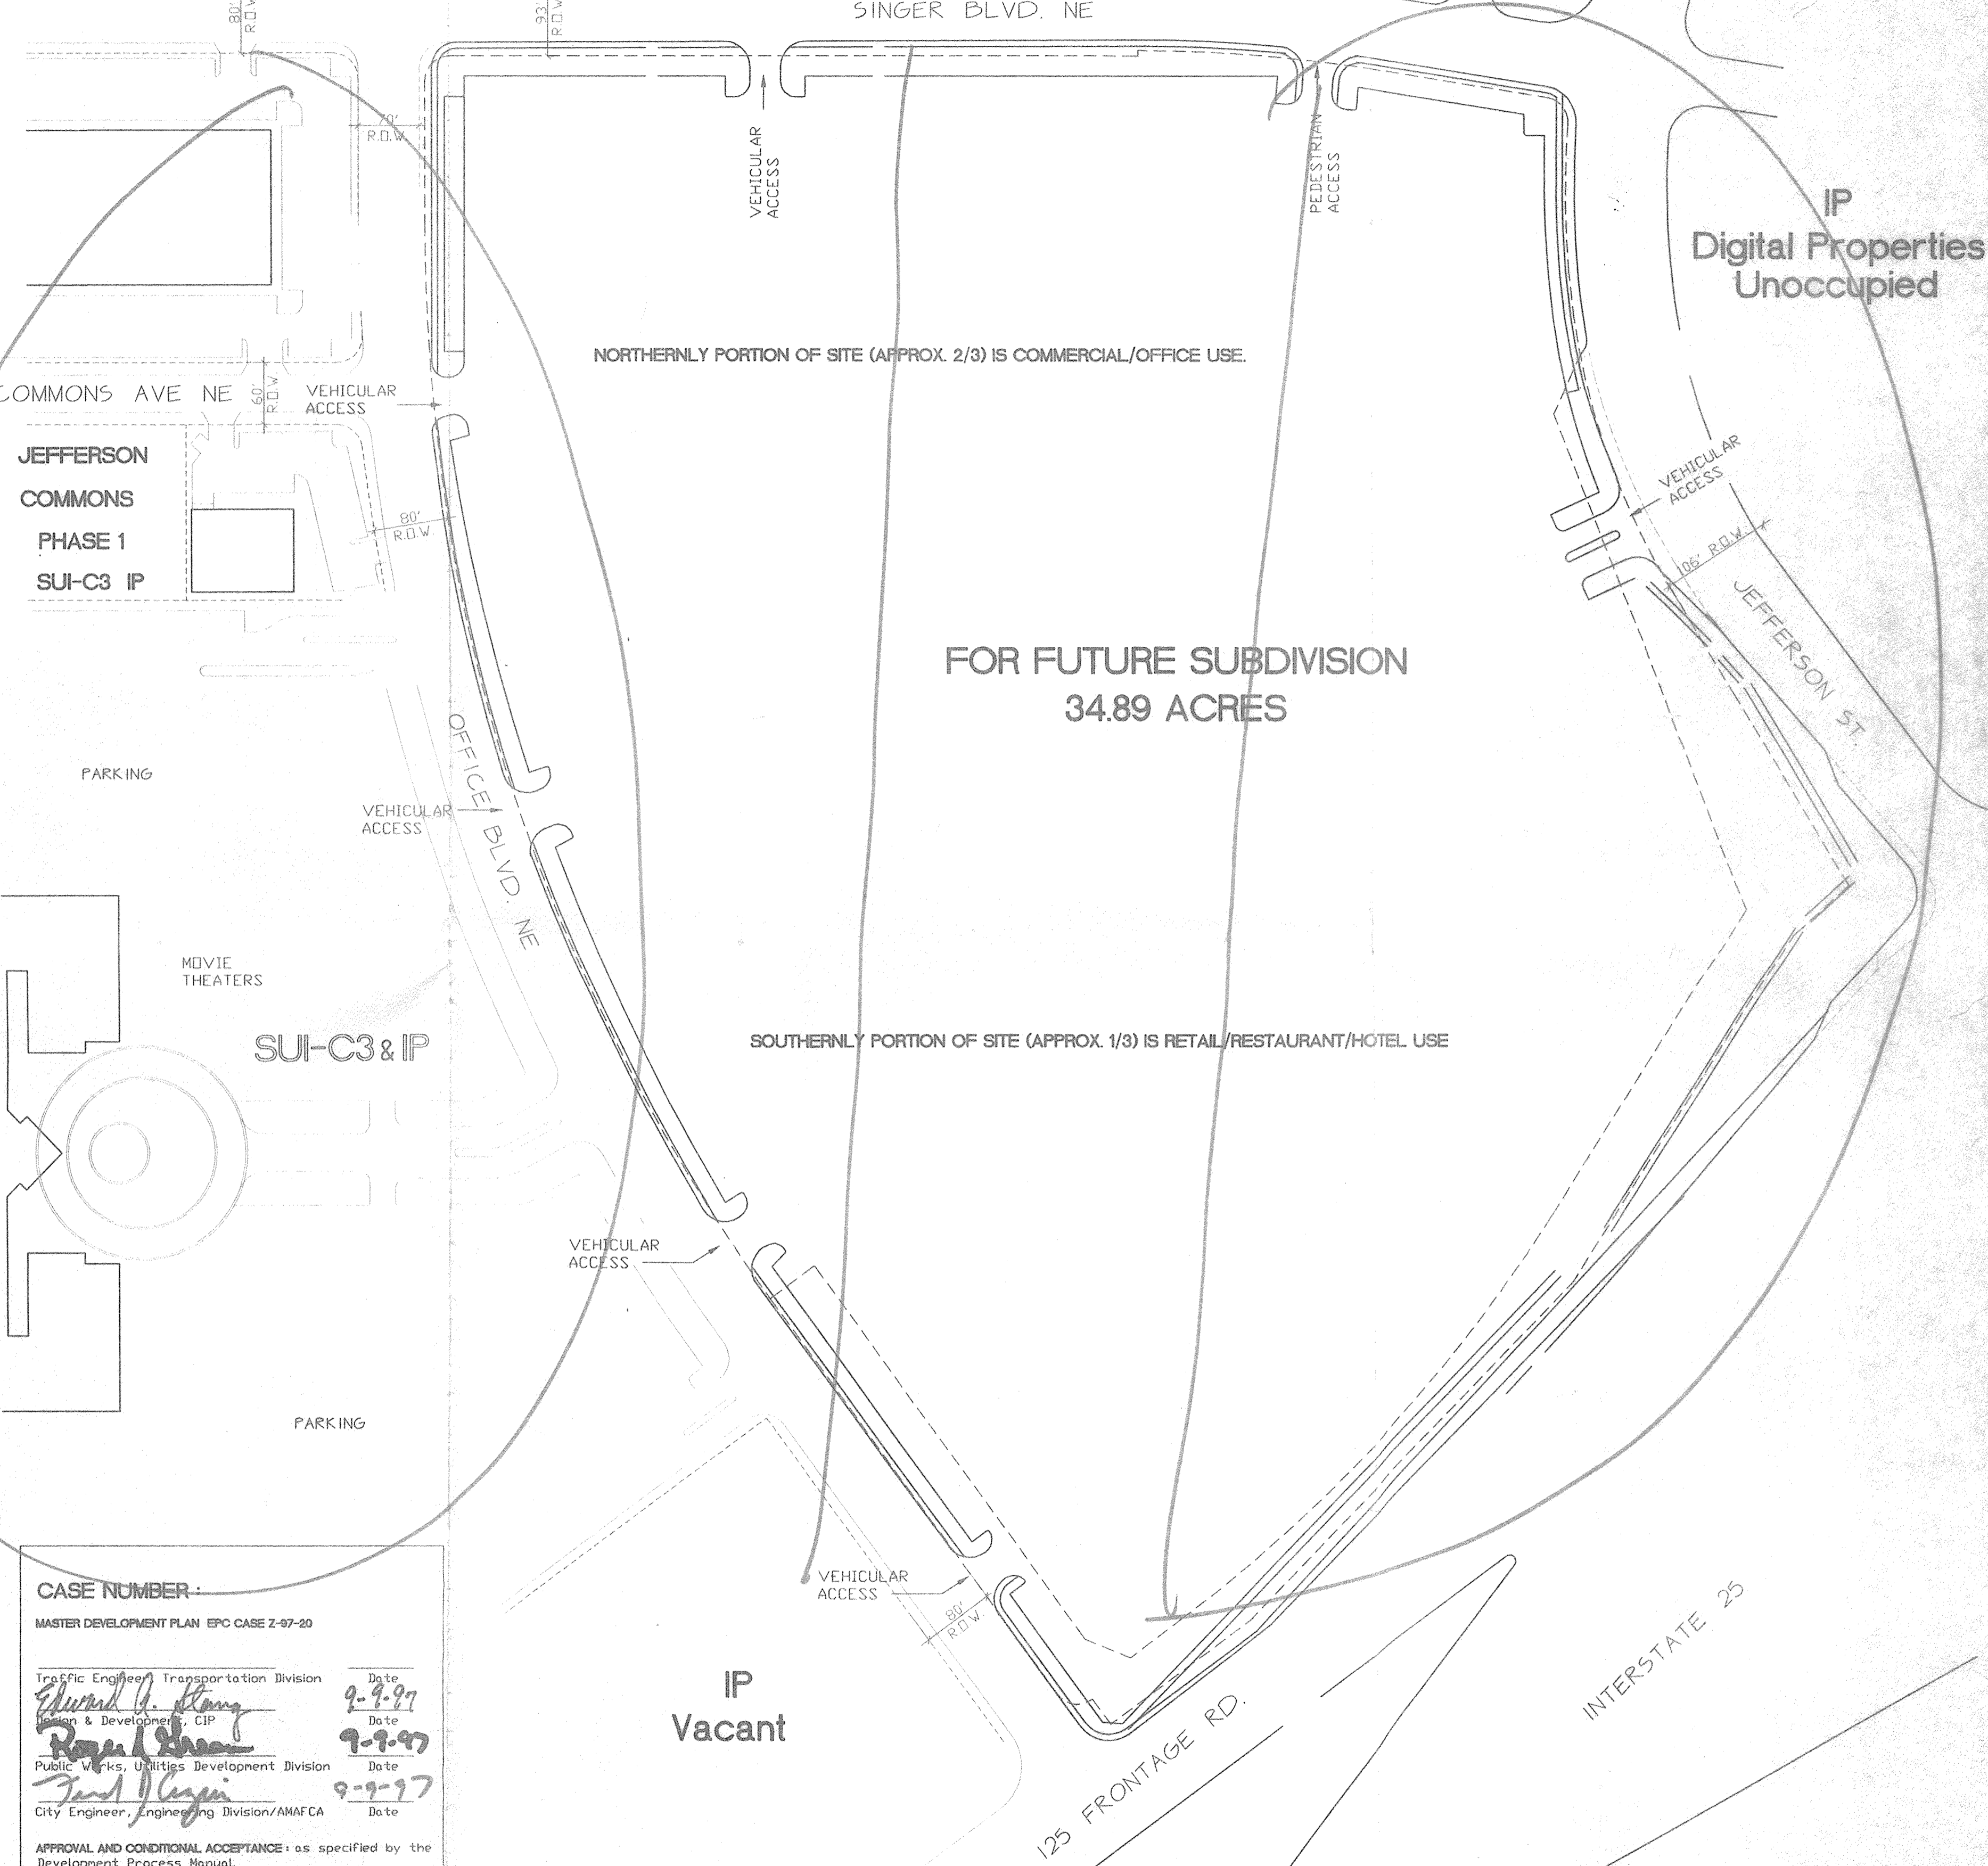 SINGER BLVD. NE
80'
R.O.W.
93'
R.O.W.
70'
R.O.W.
VEHICULAR
ACCESS
PEDESTRIAN
ACCESS
IP
Digital Properties
Unoccupied
NORTHERNLY PORTION OF SITE (APPROX. 2/3) IS COMMERCIAL/OFFICE USE.
COMMONS AVE NE
60'
R.O.W.
VEHICULAR
ACCESS
JEFFERSON
COMMONS
PHASE 1
SUI-C3 IP
80'
R.O.W.
VEHICULAR
ACCESS
106' R.O.W.
JEFFERSON ST.
FOR FUTURE SUBDIVISION
34.89 ACRES
OFFICE BLVD. NE
PARKING
VEHICULAR
ACCESS
MOVIE
THEATERS
SUI-C3 & IP
SOUTHERNLY PORTION OF SITE (APPROX. 1/3) IS RETAIL/RESTAURANT/HOTEL USE
VEHICULAR
ACCESS
PARKING
VEHICULAR
ACCESS
80'
R.O.W.
IP
Vacant
I25 FRONTAGE RD.
INTERSTATE 25
CASE NUMBER :
MASTER DEVELOPMENT PLAN EPC CASE Z-97-20
Traffic Engineer, Transportation Division Date
9-9-97
Design & Development, CIP Date
9-9-97
Public Works, Utilities Development Division Date
9-9-97
City Engineer, Engineering Division/AMAFCA Date
APPROVAL AND CONDITIONAL ACCEPTANCE : as specified by the
Development Process Manual.